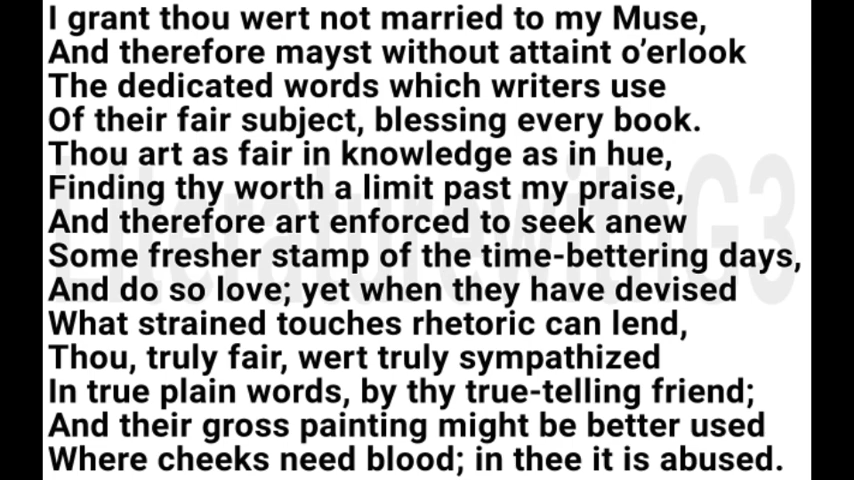 I grant thou wert not married to my Muse,
And therefore mayst without attaint o’erlook
The dedicated words which writers use
Of their fair subject, blessing every book.
Thou art as fair in knowledge as in hue,
Finding thy worth a limit past my praise,
And therefore art enforced to seek anew
Some fresher stamp of the time-bettering days,
And do so love; yet when they have devised
What strained touches rhetoric can lend,
Thou, truly fair, wert truly sympathized
In true plain words, by thy true-telling friend;
And their gross painting might be better used
Where cheeks need blood; in thee it is abused.
LiteraturewithG3